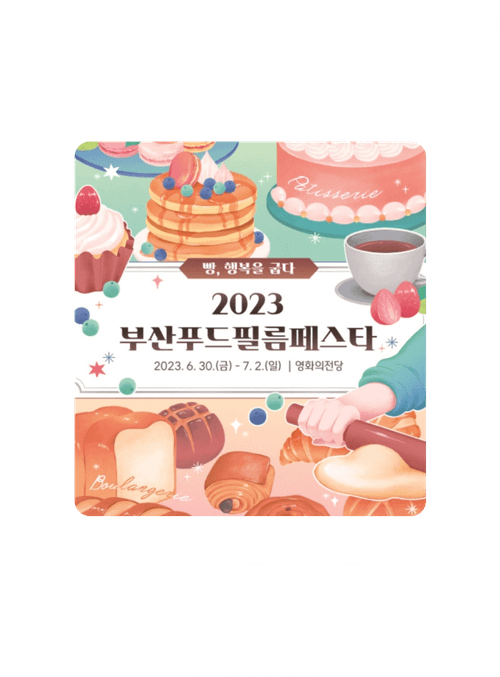 Pâtisserie
빵, 행복을 굽다
2023
부산푸드필름페스타
2023. 6. 30.(금) - 7. 2.(일) | 영화의전당
Boulangerie